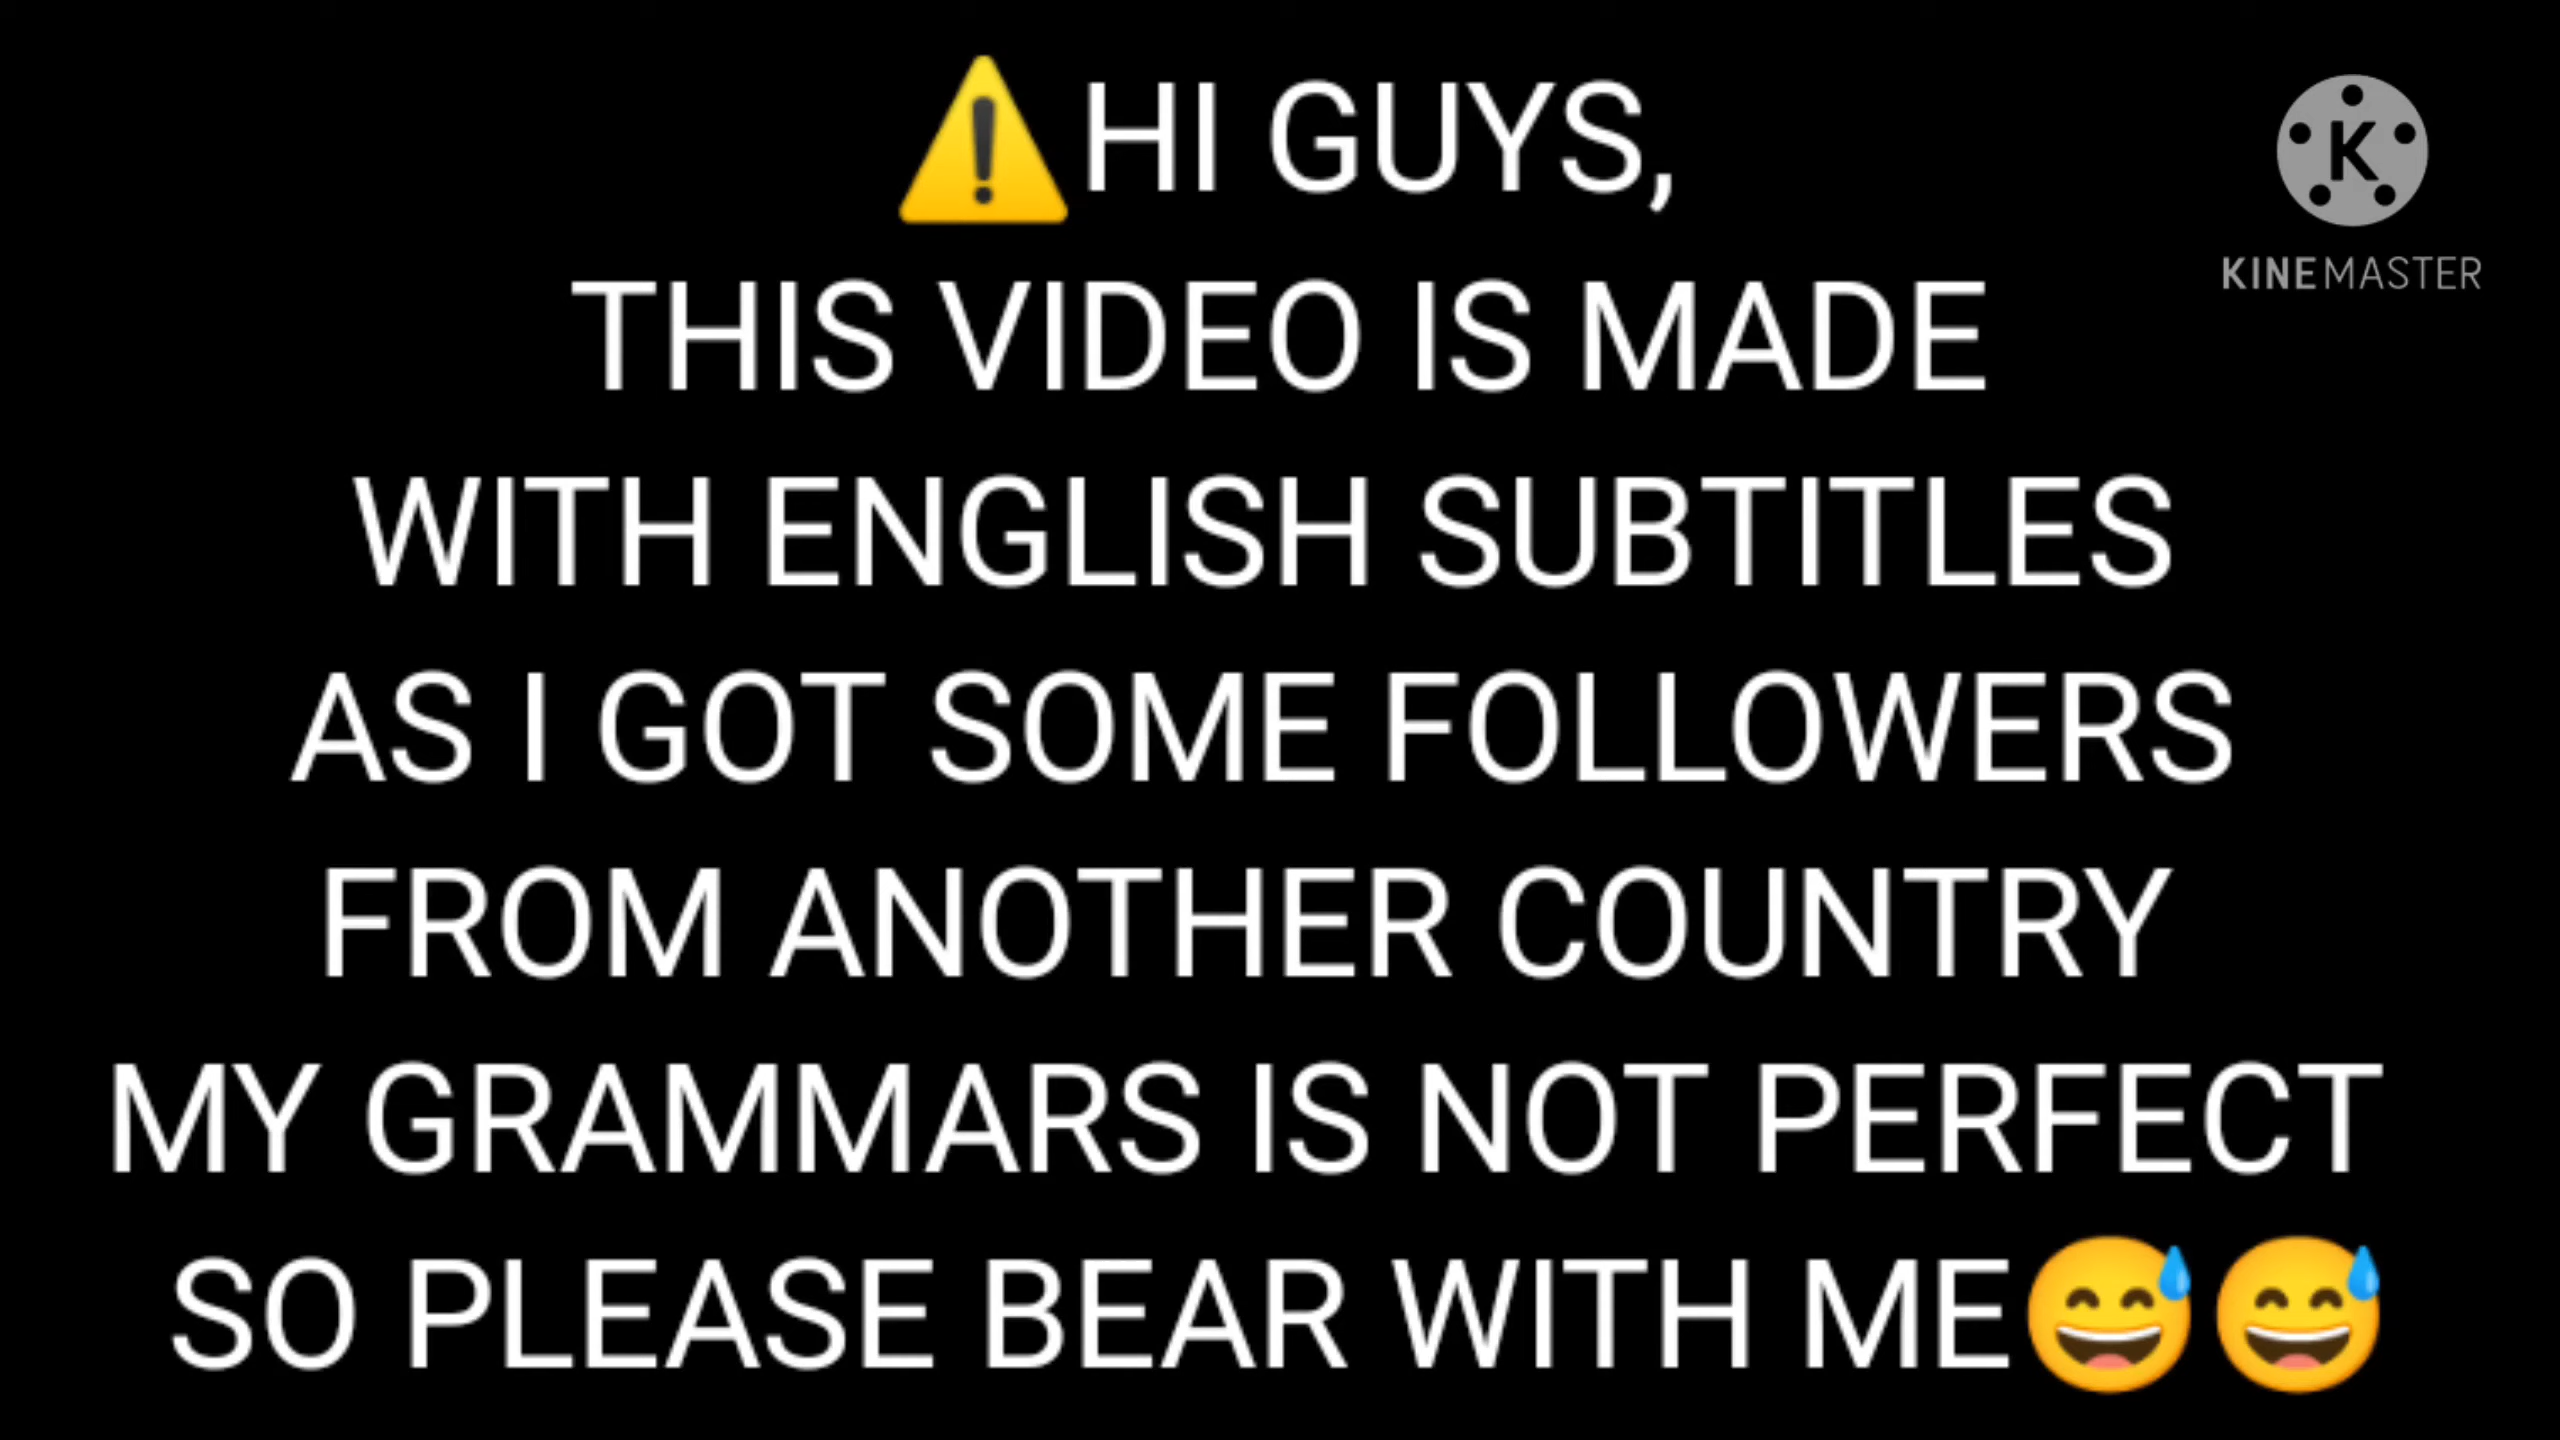 ⚠️HI GUYS,
THIS VIDEO IS MADE
WITH ENGLISH SUBTITLES
AS I GOT SOME FOLLOWERS
FROM ANOTHER COUNTRY
MY GRAMMARS IS NOT PERFECT
SO PLEASE BEAR WITH ME😅😅
K
KINEMASTER